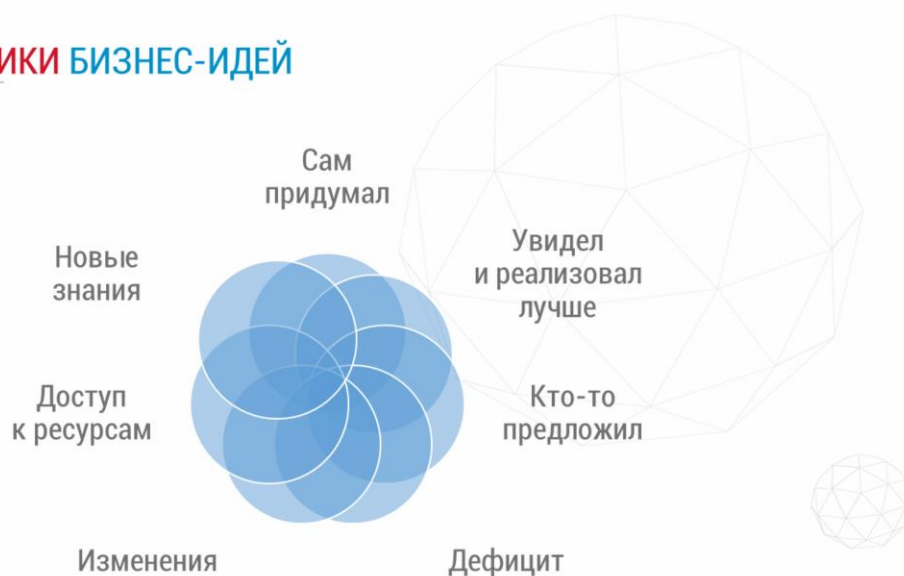 ИКИ БИЗНЕС-ИДЕЙ
Сам
придумал
Увидел
и реализовал
лучше
Новые
знания
Доступ
к ресурсам
Кто-то
предложил
Изменения
Дефицит